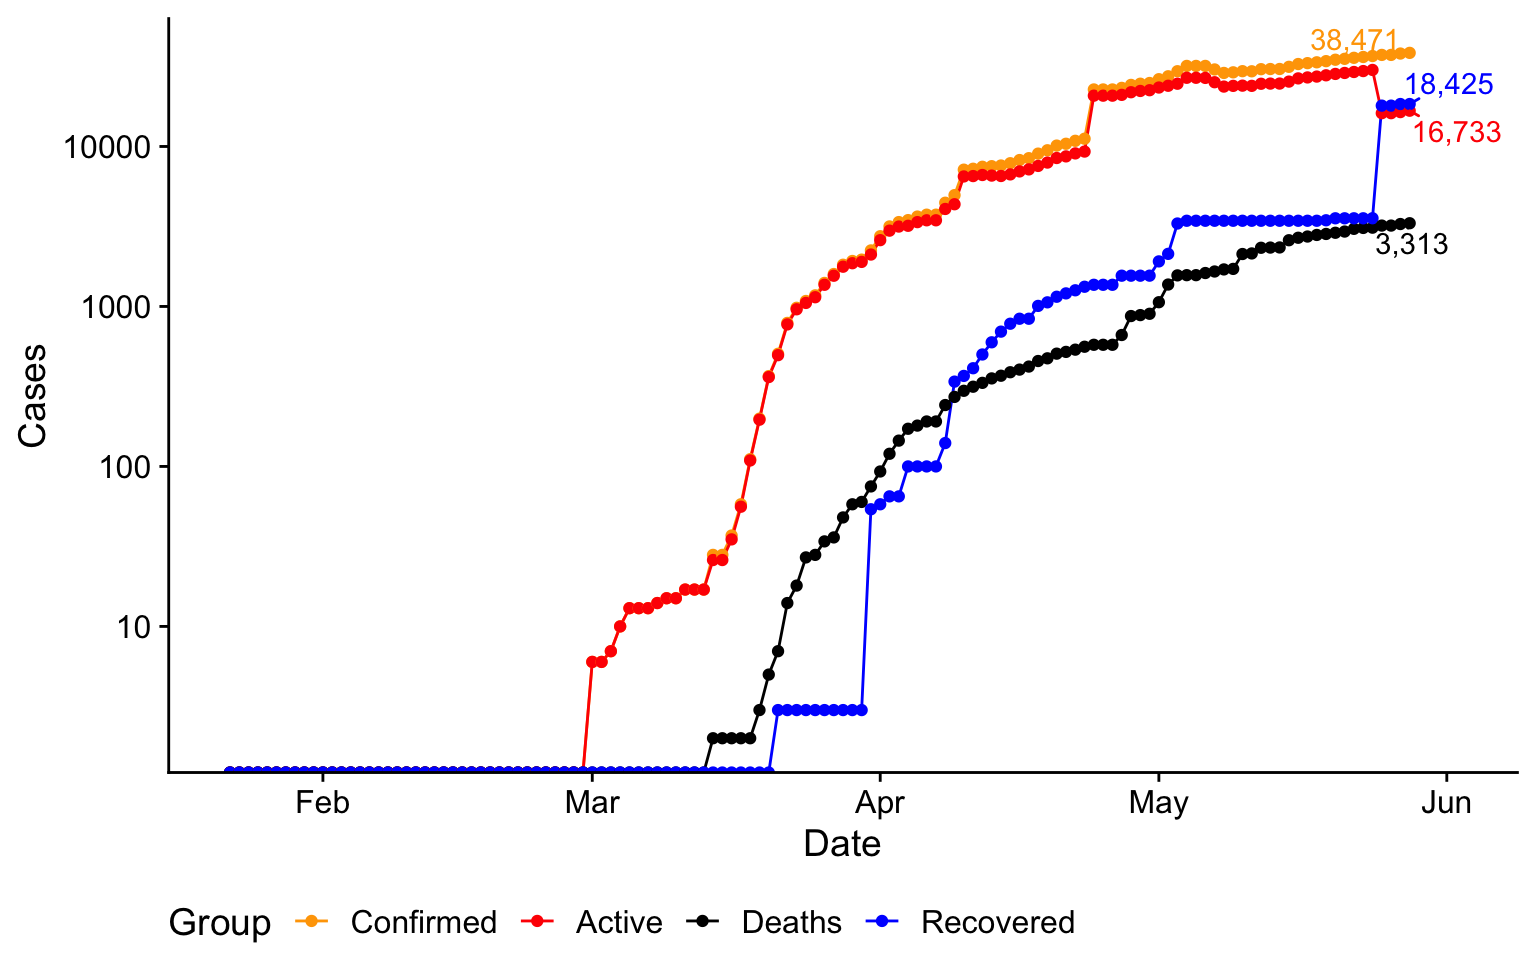 38,471
18,425
16,733
3,313
10000
1000
100
10
Cases
Feb Mar Apr May Jun
Date
Group Confirmed Active Deaths Recovered